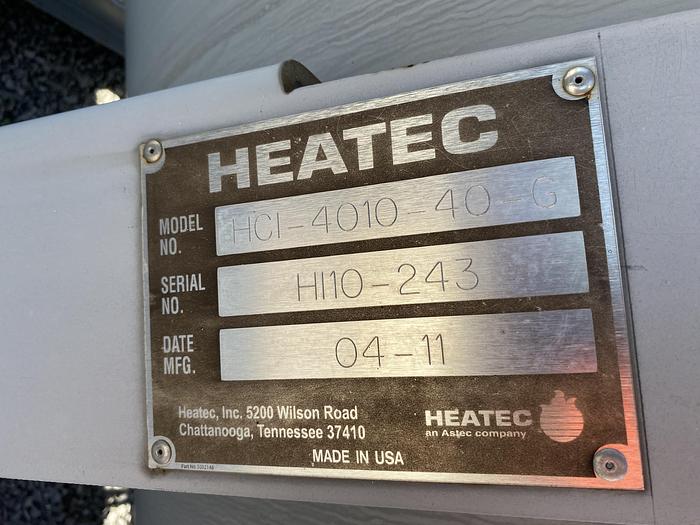 HEATEC
MODEL NO. HCI-4010-40-G
SERIAL NO. HI10-243
DATE MFG. 04-11
Heatec, Inc. 5200 Wilson Road
Chattanooga, Tennessee 37410
HEATEC
an Astec company
MADE IN USA